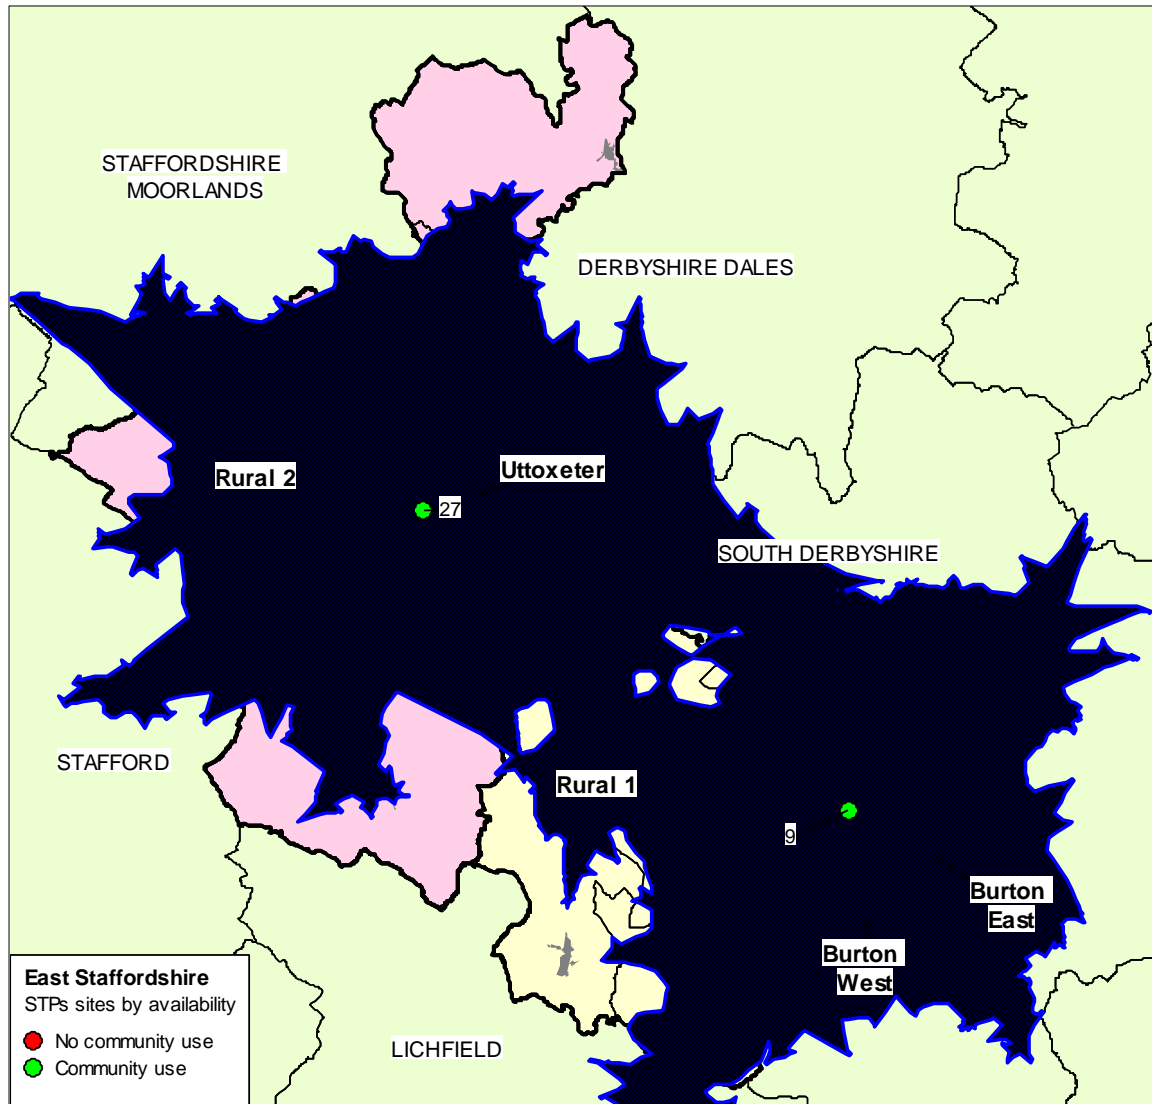 STAFFORDSHIRE
MOORLANDS
DERBYSHIRE DALES
Uttoxeter
Rural 2
27
SOUTH DERBYSHIRE
STAFFORD
Rural 1
9
Burton
East
Burton
West
East Staffordshire
STPs sites by availability
No community use
Community use
LICHFIELD